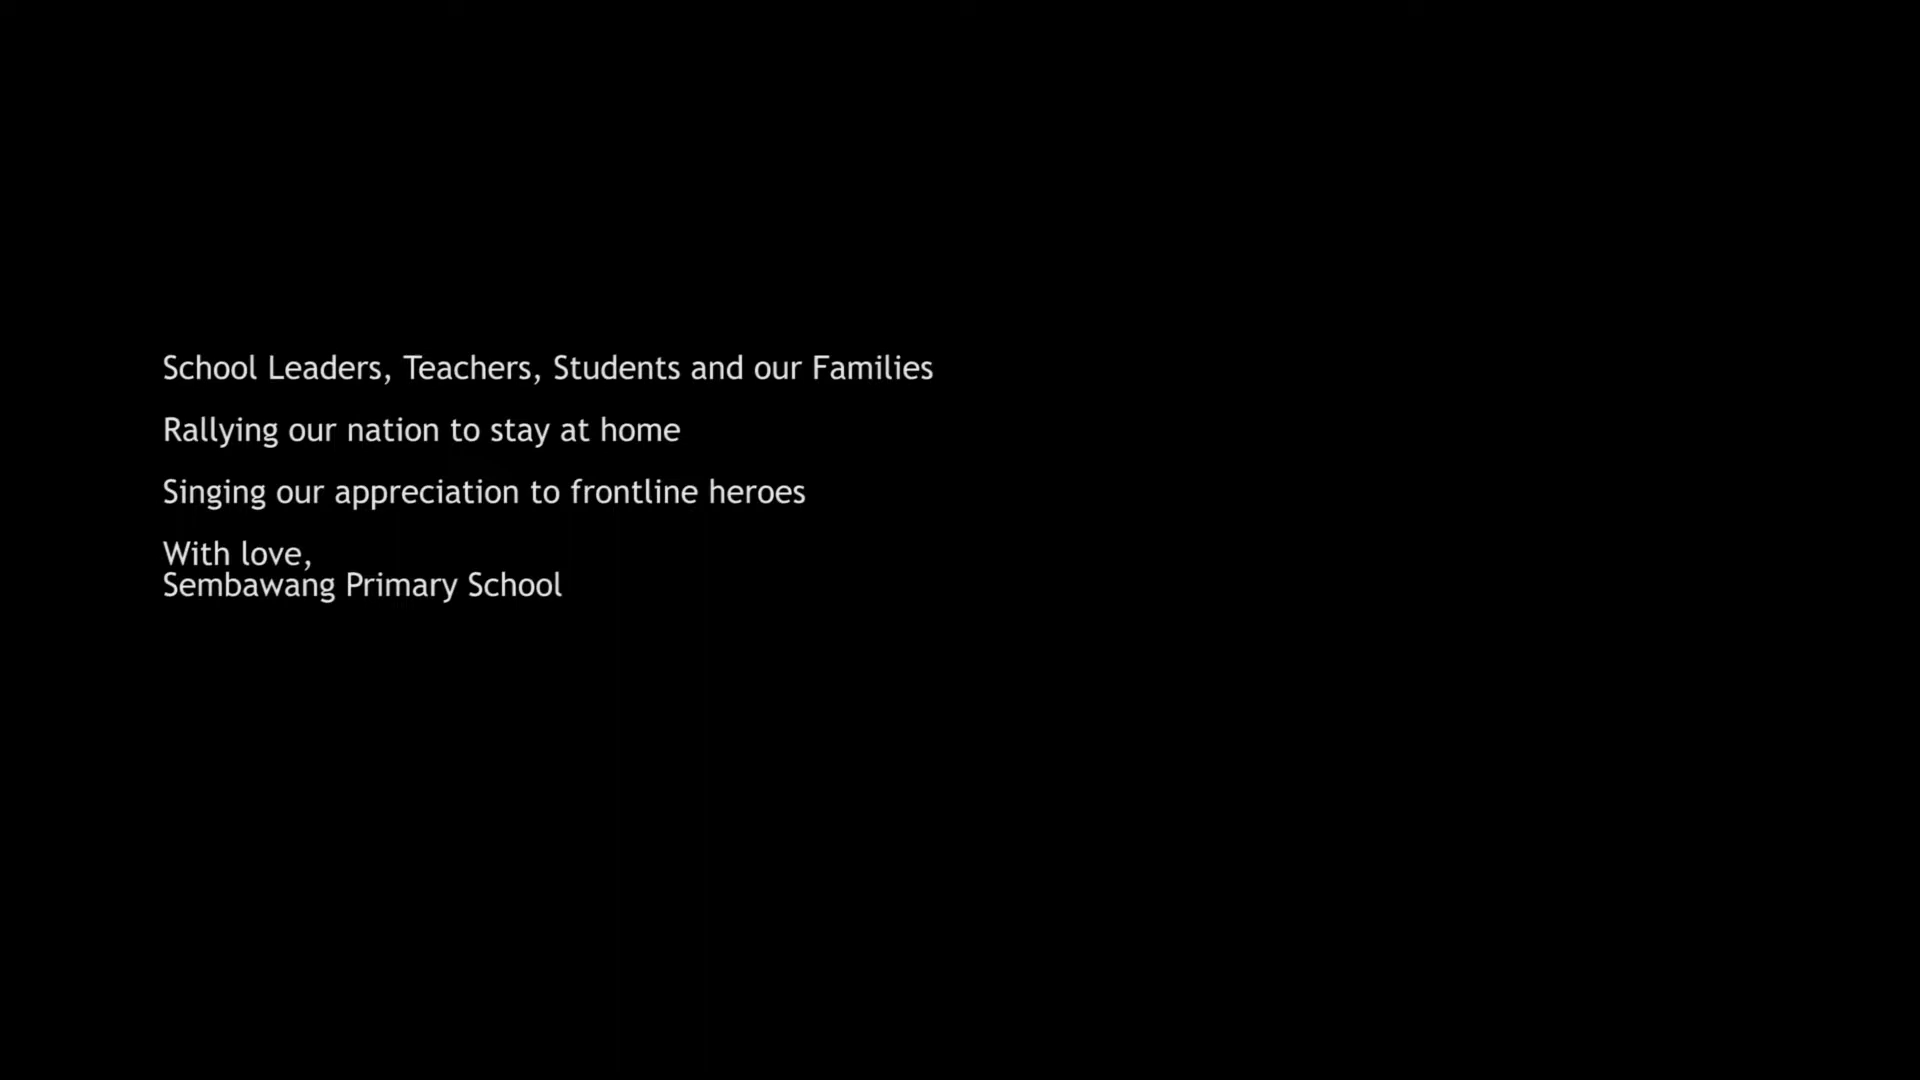 School Leaders, Teachers, Students and our Families
Rallying our nation to stay at home
Singing our appreciation to frontline heroes
With love,
Sembawang Primary School